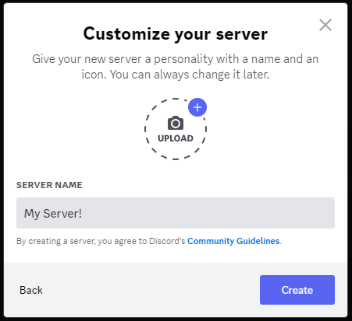 Customize your server
Give your new server a personality with a name and an
icon. You can always change it later.
UPLOAD
SERVER NAME
My Server!
By creating a server, you agree to Discord's Community Guidelines.
Back
Create